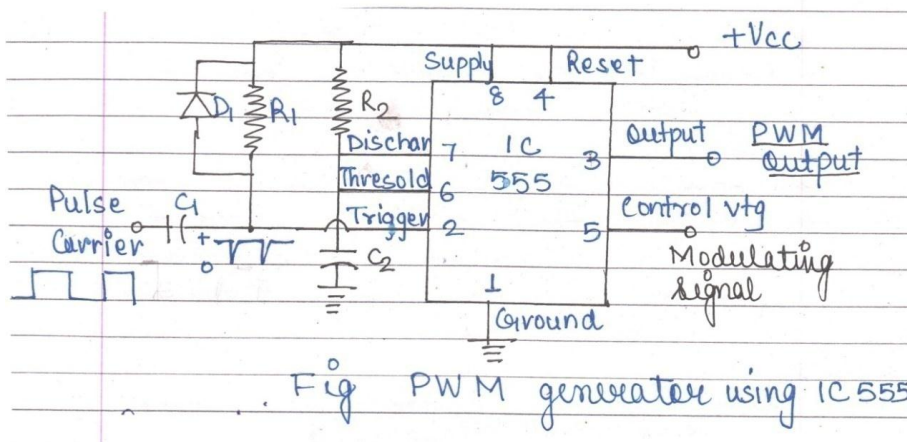 +Vcc
Supply
Reset
8 4
D1
R1
R2
Dischar
7
IC
555
3
Output
PWM
Output
Thresold
6
Pulse
Carrier
C1
+
0
Trigger
2
5
Control vtg
Modulating
Signal
C2
1
Ground
Fig PWM generator using IC 555